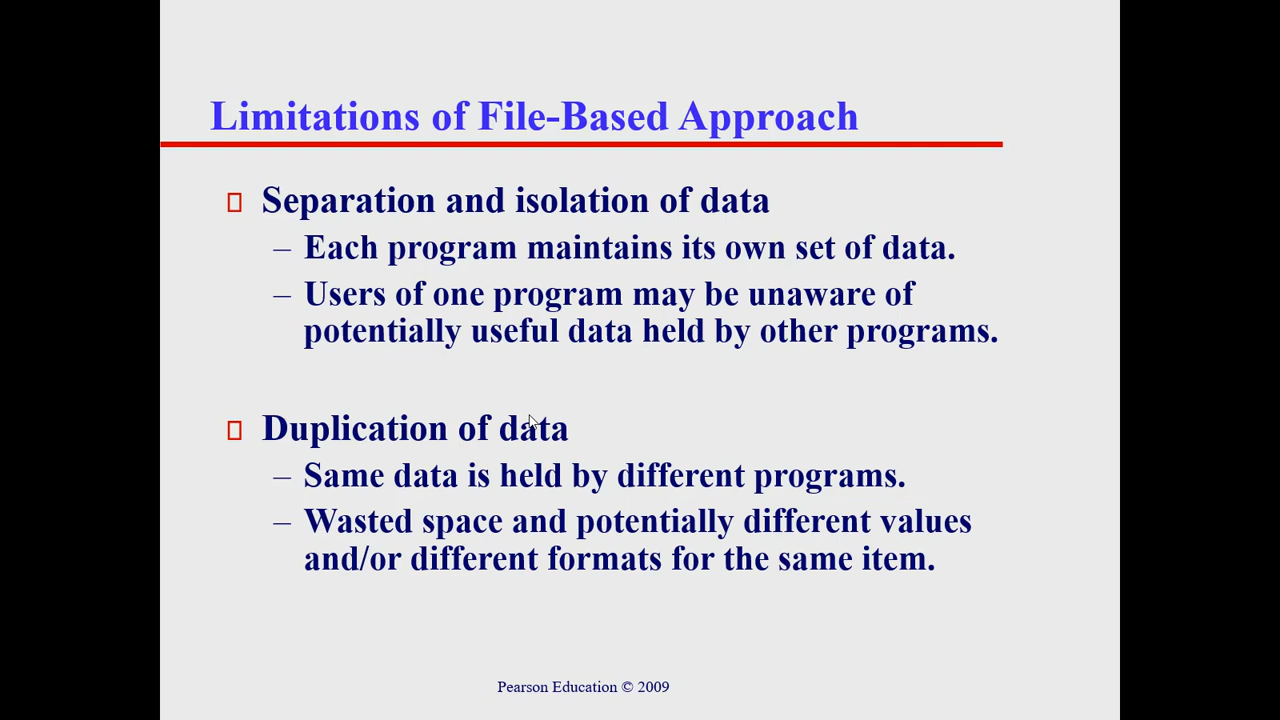 Limitations of File-Based Approach
Separation and isolation of data
– Each program maintains its own set of data.
– Users of one program may be unaware of
potentially useful data held by other programs.
Duplication of data
– Same data is held by different programs.
– Wasted space and potentially different values
and/or different formats for the same item.
Pearson Education © 2009